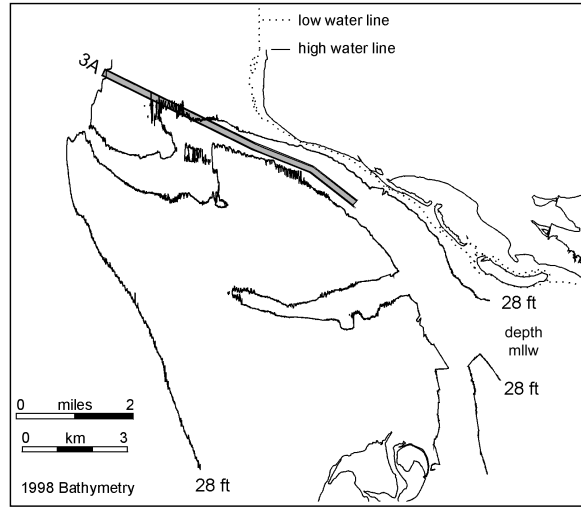 low water line
high water line
3A
28 ft
depth
mllw
28 ft
0 miles 2
0 km 3
1998 Bathymetry
28 ft